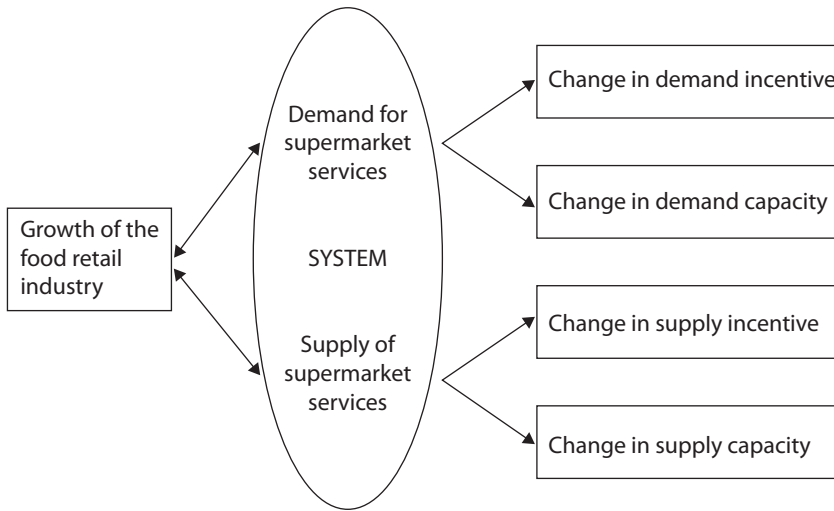 Growth of the
food retail
industry
Demand for
supermarket
services
SYSTEM
Supply of
supermarket
services
Change in demand incentive
Change in demand capacity
Change in supply incentive
Change in supply capacity